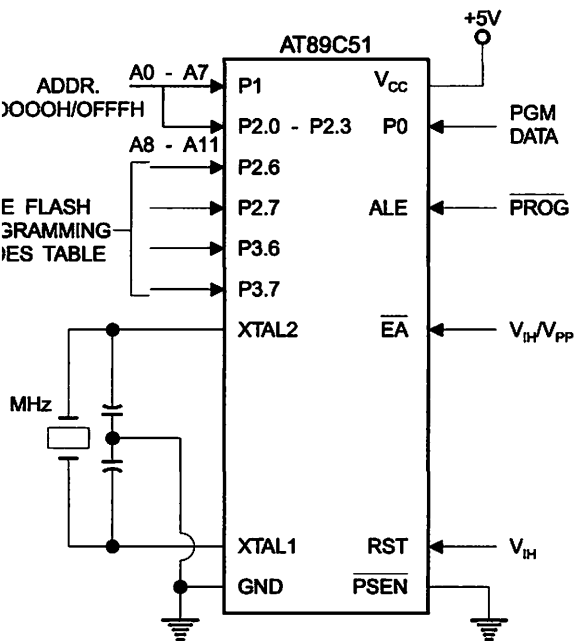 +5V
AT89C51
A0 - A7
ADDR.
OOOOH/OFFFH
A8 - A11
P1
VCC
P2.0 - P2.3
P0
PGM
DATA
P2.6
E FLASH
GRAMMING
ES TABLE
P2.7
ALE
PROG
P3.6
P3.7
XTAL2
EA
VIH/VPP
MHz
XTAL1
RST
VIH
GND
PSEN